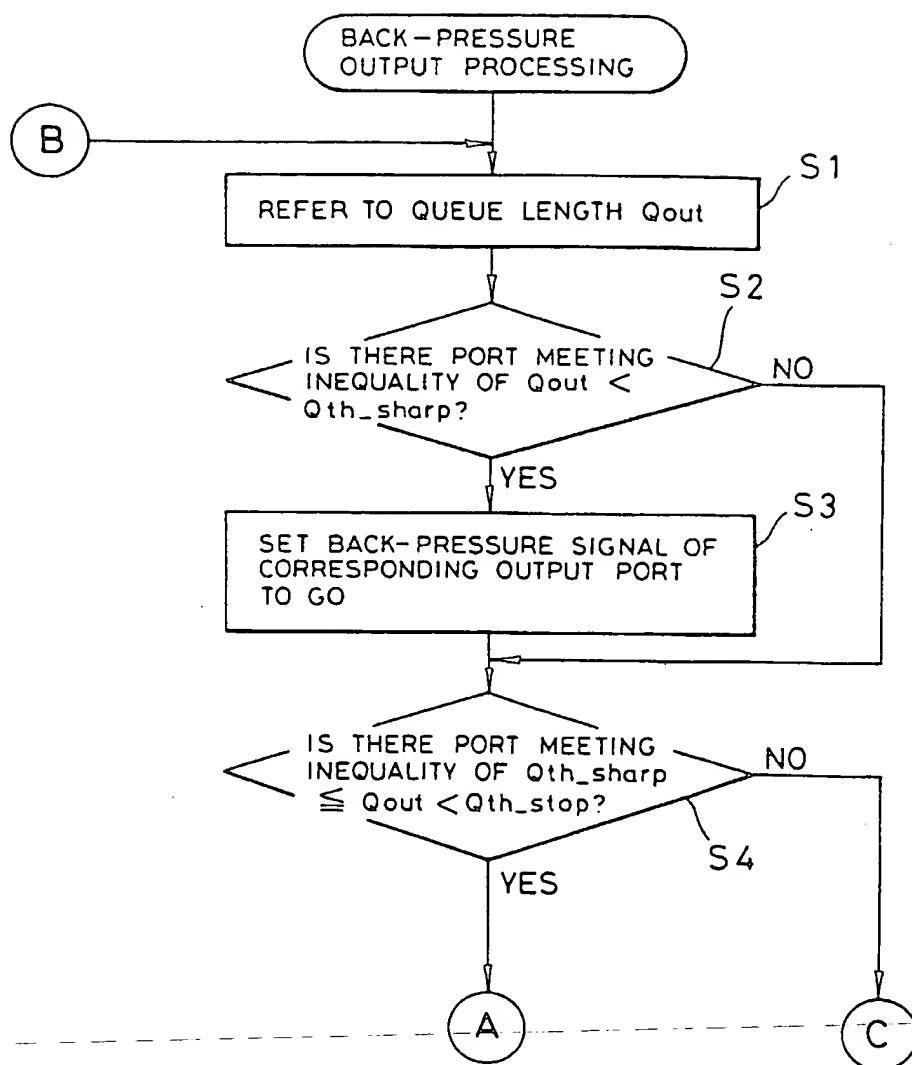 BACK-PRESSURE
OUTPUT PROCESSING
B
S1
REFER TO QUEUE LENGTH Qout
S2
IS THERE PORT MEETING
INEQUALITY OF Qout <
Qth_sharp?
NO
YES
S3
SET BACK-PRESSURE SIGNAL OF
CORRESPONDING OUTPUT PORT
TO GO
IS THERE PORT MEETING
INEQUALITY OF Qth_sharp
≦ Qout < Qth_stop?
NO
S4
YES
A
C